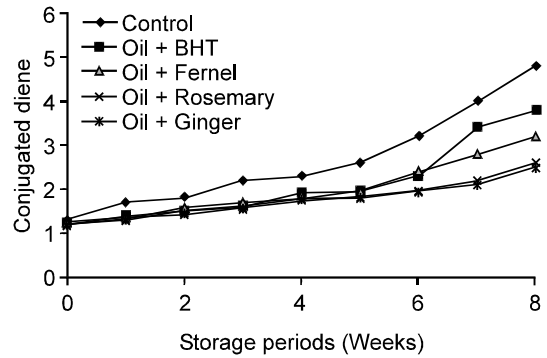 Control
Oil + BHT
Oil + Fernel
Oil + Rosemary
Oil + Ginger
Conjugated diene
6
5
4
3
2
1
0
0 2 4 6 8
Storage periods (Weeks)